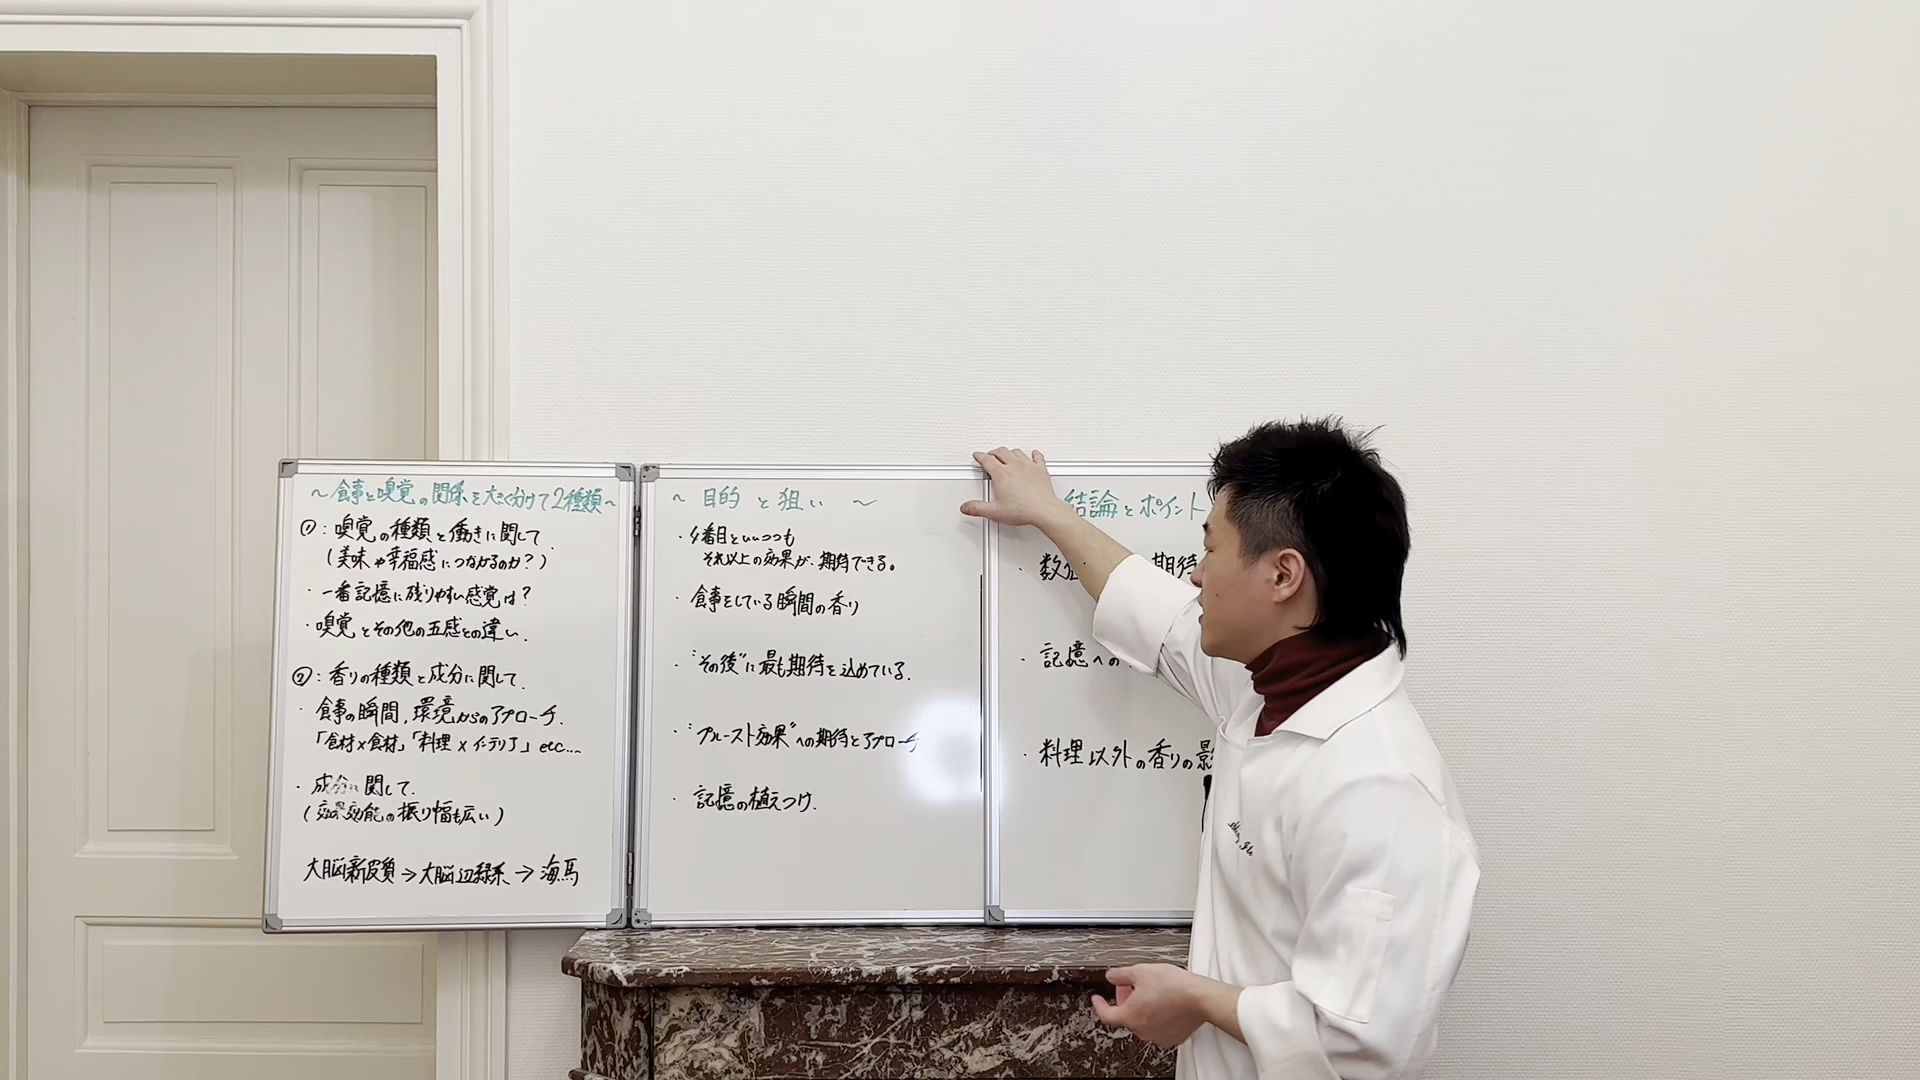 ～食事と嗅覚の関係を大きく分けて2種類～
①：嗅覚の種類と働きに関して
（美味や幸福感につながるのか？）
・一番記憶に残りやすい感覚は？
・嗅覚とその他の五感との違い.
②：香りの種類と成分に関して.
・食事の瞬間,環境からのアプローチ.
「食材×食材」「料理×インテリア」etc....
・成分に関して.
（効果効能の振り幅も広い）
大脳新皮質→大脳辺縁系→海馬
～目的と狙い～
・4番目といいつつも
それ以上の効果が、期待できる。
・食事をしている瞬間の香り
・"その後"に最も期待を込めている.
・"プルースト効果"への期待とアプローチ
・記憶の植えつけ.
結論とポイント
・数 期待
・記憶への
・料理以外の香りの影